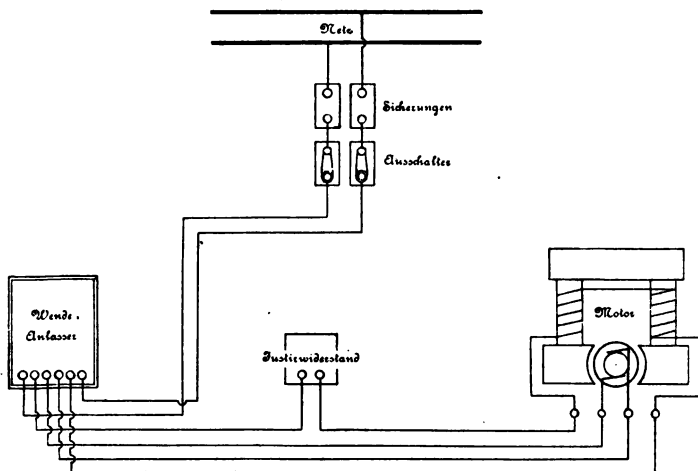 Netz
Sicherungen
Ausschalter
Wende-
Anlasser
Motor
Justierwiderstand